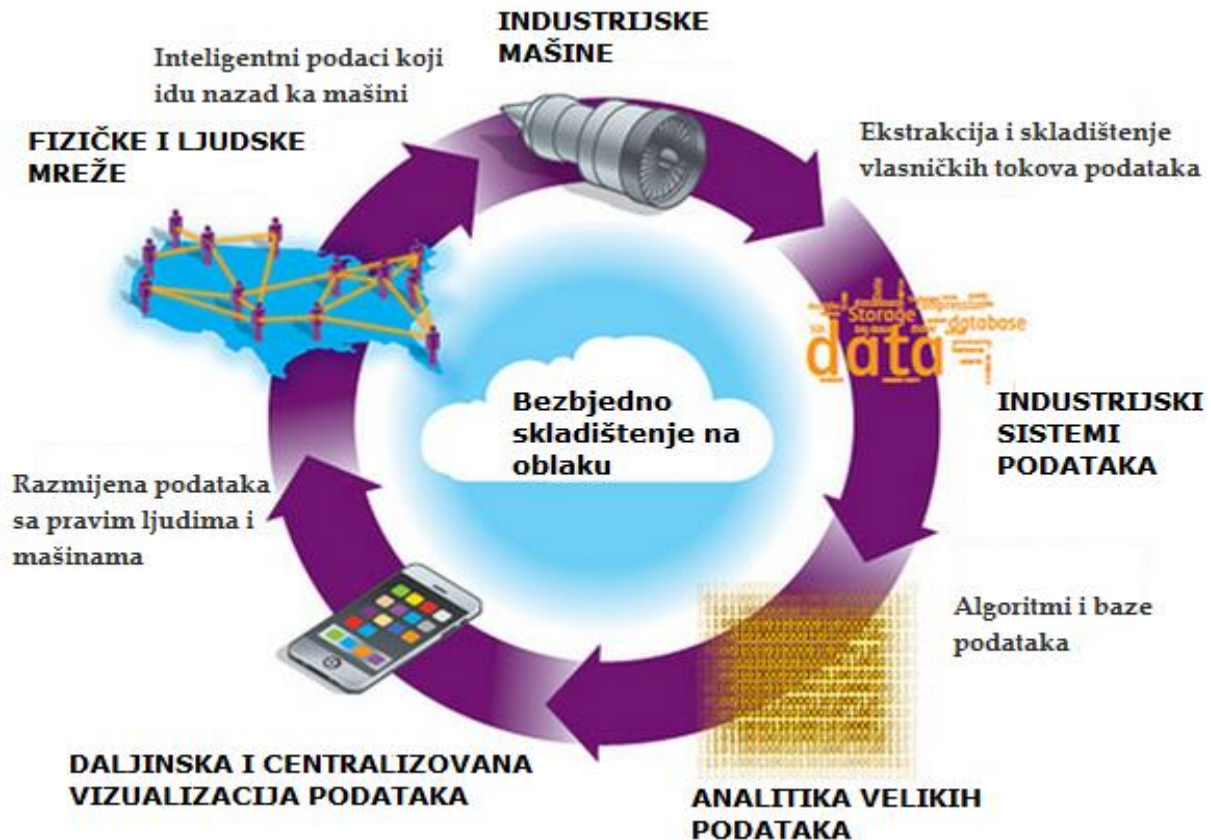 INDUSTRIJSKE
MAŠINE
Inteligentni podaci koji
idu nazad ka mašini
FIZIČKE I LJUDSKE
MREŽE
Ekstrakcija i skladištenje
vlasničkih tokova podataka
Storage
database
data
Bezbjedno
skladištenje na
oblaku
INDUSTRIJSKI
SISTEMI
PODATAKA
Razmijena podataka
sa pravim ljudima i
mašinama
Algoritmi i baze
podataka
DALJINSKA I CENTRALIZOVANA
VIZUALIZACIJA PODATAKA
ANALITIKA VELIKIH
PODATAKA